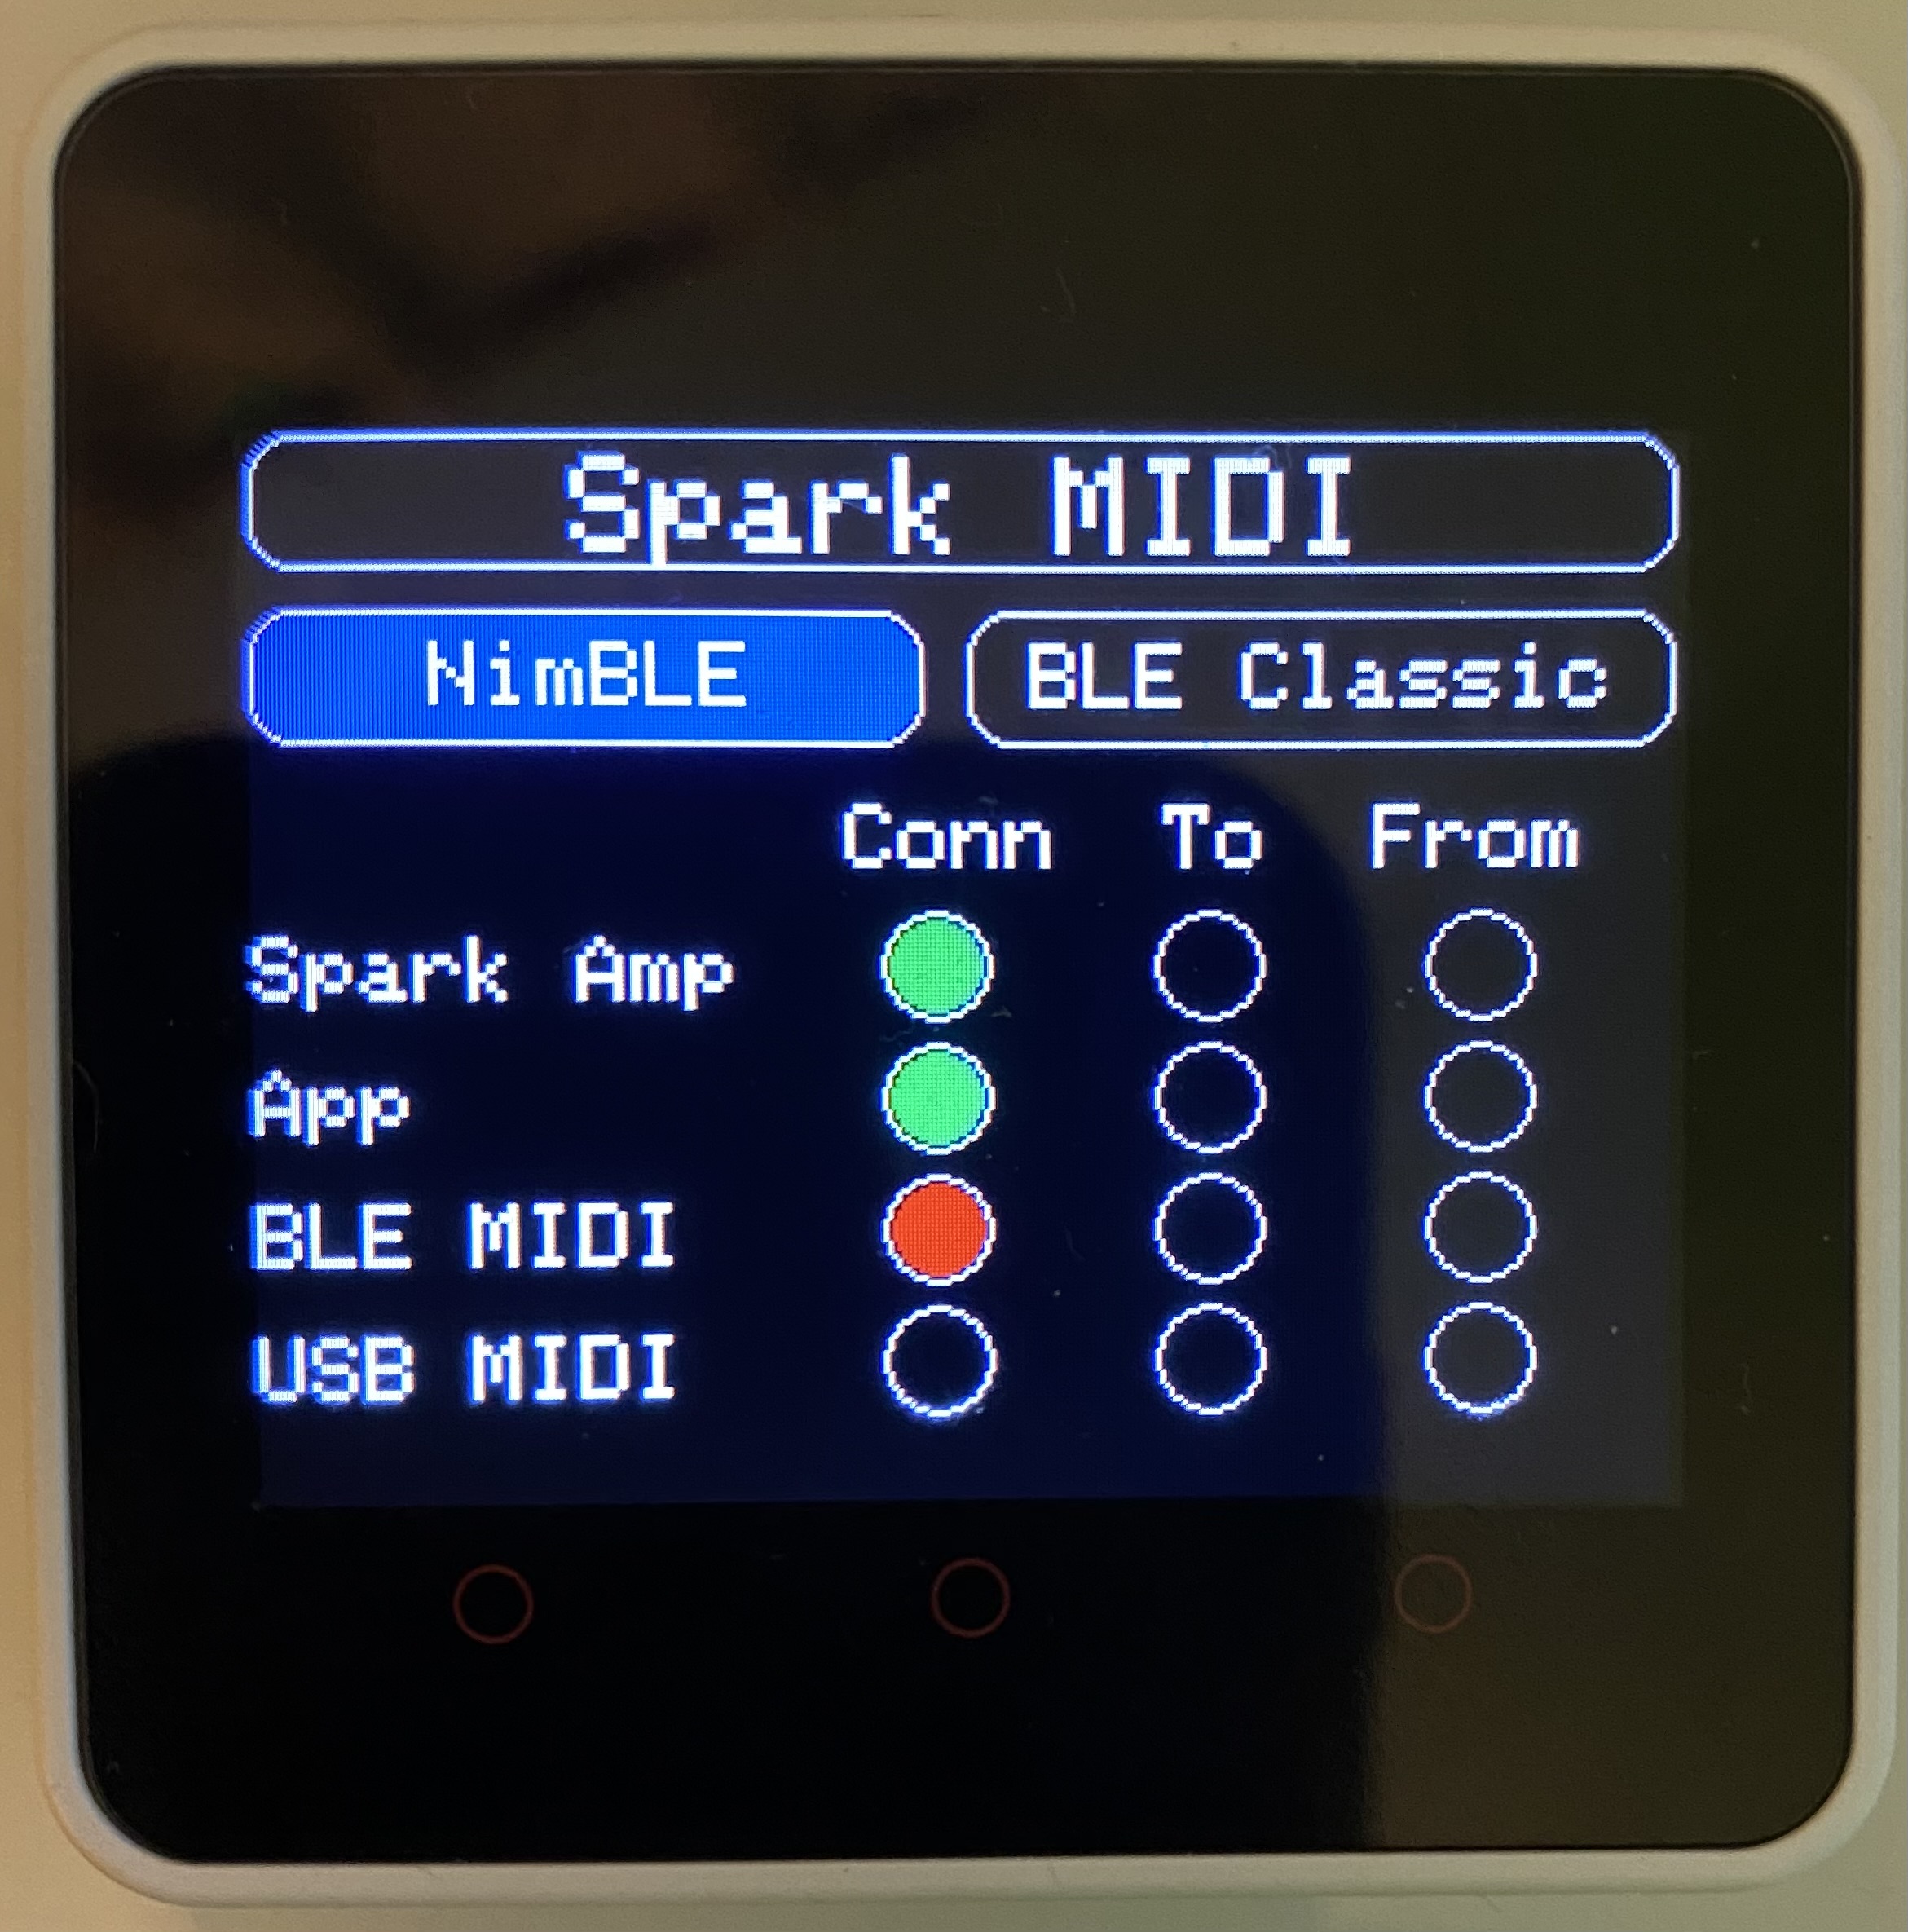 Spark MIDI
NimBLE BLE Classic
Conn To From
Spark Amp
App
BLE MIDI
USB MIDI